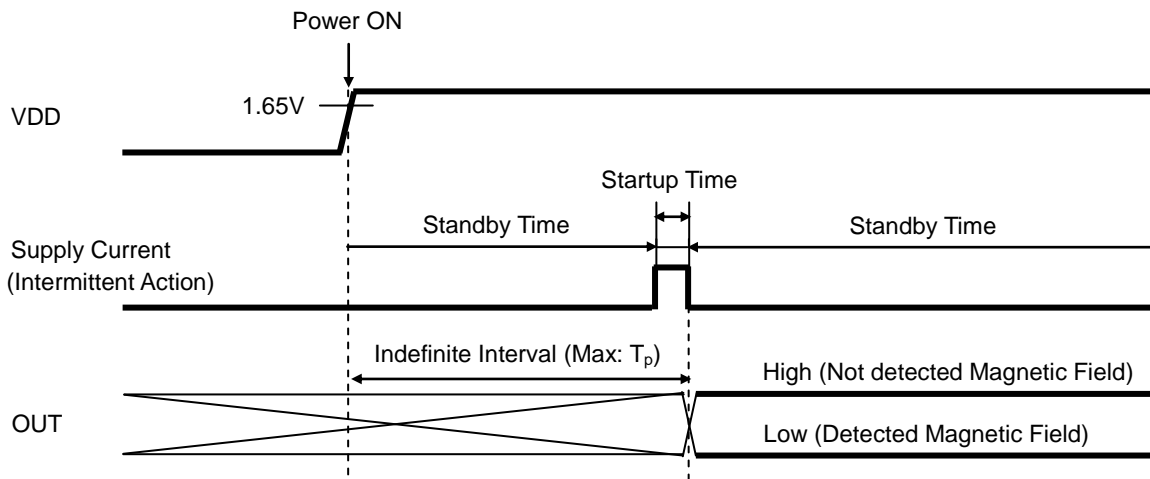 Power ON
1.65V
VDD
Startup Time
Standby Time
Standby Time
Supply Current
(Intermittent Action)
Indefinite Interval (Max: Tp)
High (Not detected Magnetic Field)
OUT
Low (Detected Magnetic Field)